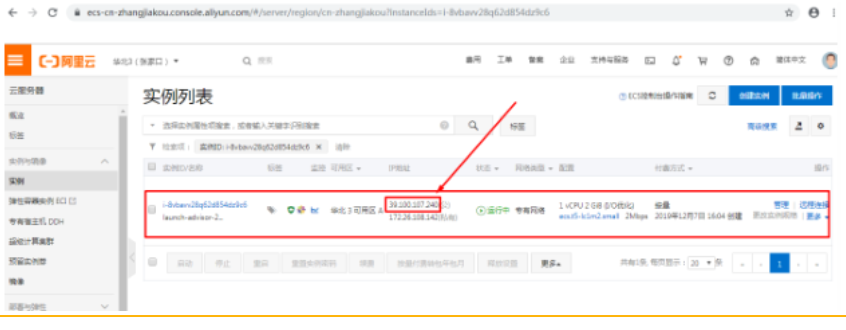 ecs-cn-zhangjiakou.console.aliyun.com/#/server/region/cn-zhangjiakou?instanceIds=i-8vbavv28q62d854dz9c6
阿里云
华北3 (张家口)
搜索
费用 工单 备案 企业 支持与服务
简体中文
云服务器
实例列表
ECS控制台操作指南
创建实例
批量操作
概览
标签
选择实例属性项搜索,或者输入关键字识别搜索
标签
高级搜索
检索项:
实例ID: i-8vbavv28q62d854dz9c6
清除
实例与镜像
实例
实例ID/名称 标签 监控 可用区 IP地址 状态 网络类型 配置 付费方式 操作
弹性容器实例 ECI
专有宿主机 DDH
超级计算集群
预留实例券
镜像
部署与弹性
i-8vbavv28q62d854dz9c6
launch-advisor-2...
华北 3 可用区 A
39.100.107.240
172.26.108.142(私有)
运行中
专有网络
1 vCPU 2 GiB (I/O优化)
2Mbps
按量
2019年12月7日 16:04 创建
管理 | 远程连接
更改实例规格 | 更多
启动 停止 重启 重置实例密码 续费 按量付费转包年包月 释放设置 更多
共有1条, 每页显示: 20 条
1